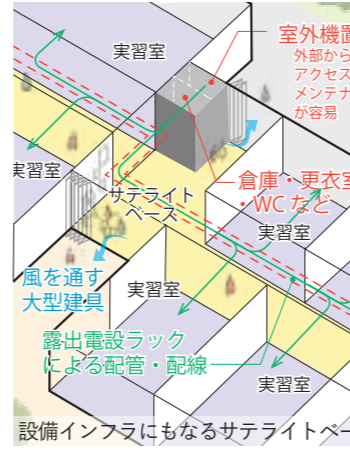 実習室
室外機置
外部から
アクセス
メンテナ
が容易
実習室
サテライト
ベース
倉庫・更衣室
・WC など
実習室
風を通す
大型建具
実習室
露出電設ラック
による配管・配線
実習室
設備インフラにもなるサテライトベー